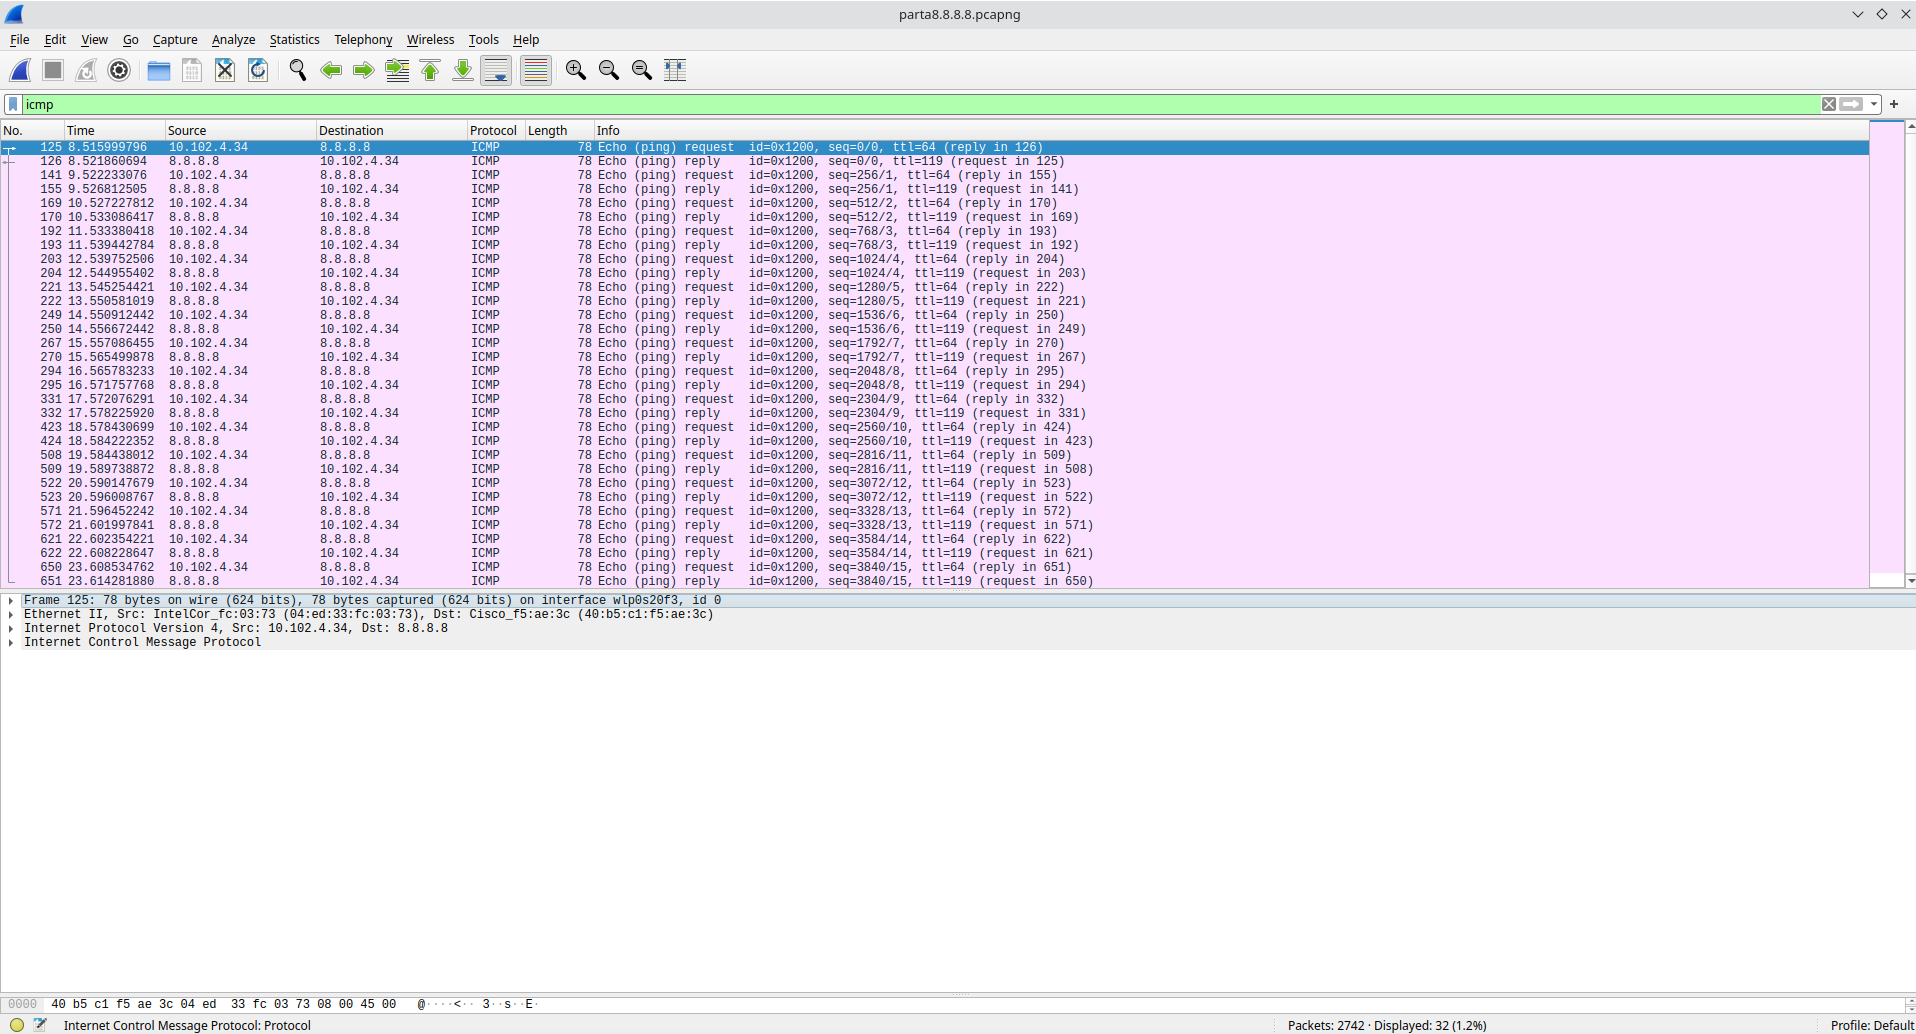 parta8.8.8.8.pcapng
File Edit View Go Capture Analyze Statistics Telephony Wireless Tools Help
icmp
No. Time Source Destination Protocol Length Info
125 8.515999796 10.102.4.34 8.8.8.8 ICMP 78 Echo (ping) request id=0x1200, seq=0/0, ttl=64 (reply in 126)
126 8.521860694 8.8.8.8 10.102.4.34 ICMP 78 Echo (ping) reply id=0x1200, seq=0/0, ttl=119 (request in 125)
141 9.522233076 10.102.4.34 8.8.8.8 ICMP 78 Echo (ping) request id=0x1200, seq=256/1, ttl=64 (reply in 155)
155 9.526812505 8.8.8.8 10.102.4.34 ICMP 78 Echo (ping) reply id=0x1200, seq=256/1, ttl=119 (request in 141)
169 10.527227812 10.102.4.34 8.8.8.8 ICMP 78 Echo (ping) request id=0x1200, seq=512/2, ttl=64 (reply in 170)
170 10.533086417 8.8.8.8 10.102.4.34 ICMP 78 Echo (ping) reply id=0x1200, seq=512/2, ttl=119 (request in 169)
192 11.533380418 10.102.4.34 8.8.8.8 ICMP 78 Echo (ping) request id=0x1200, seq=768/3, ttl=64 (reply in 193)
193 11.539442784 8.8.8.8 10.102.4.34 ICMP 78 Echo (ping) reply id=0x1200, seq=768/3, ttl=119 (request in 192)
203 12.539752506 10.102.4.34 8.8.8.8 ICMP 78 Echo (ping) request id=0x1200, seq=1024/4, ttl=64 (reply in 204)
204 12.544955402 8.8.8.8 10.102.4.34 ICMP 78 Echo (ping) reply id=0x1200, seq=1024/4, ttl=119 (request in 203)
221 13.545254421 10.102.4.34 8.8.8.8 ICMP 78 Echo (ping) request id=0x1200, seq=1280/5, ttl=64 (reply in 222)
222 13.550581019 8.8.8.8 10.102.4.34 ICMP 78 Echo (ping) reply id=0x1200, seq=1280/5, ttl=119 (request in 221)
249 14.550912442 10.102.4.34 8.8.8.8 ICMP 78 Echo (ping) request id=0x1200, seq=1536/6, ttl=64 (reply in 250)
250 14.556672442 8.8.8.8 10.102.4.34 ICMP 78 Echo (ping) reply id=0x1200, seq=1536/6, ttl=119 (request in 249)
267 15.557086455 10.102.4.34 8.8.8.8 ICMP 78 Echo (ping) request id=0x1200, seq=1792/7, ttl=64 (reply in 270)
270 15.565499878 8.8.8.8 10.102.4.34 ICMP 78 Echo (ping) reply id=0x1200, seq=1792/7, ttl=119 (request in 267)
294 16.565783233 10.102.4.34 8.8.8.8 ICMP 78 Echo (ping) request id=0x1200, seq=2048/8, ttl=64 (reply in 295)
295 16.571757768 8.8.8.8 10.102.4.34 ICMP 78 Echo (ping) reply id=0x1200, seq=2048/8, ttl=119 (request in 294)
331 17.572076291 10.102.4.34 8.8.8.8 ICMP 78 Echo (ping) request id=0x1200, seq=2304/9, ttl=64 (reply in 332)
332 17.578225920 8.8.8.8 10.102.4.34 ICMP 78 Echo (ping) reply id=0x1200, seq=2304/9, ttl=119 (request in 331)
423 18.578430699 10.102.4.34 8.8.8.8 ICMP 78 Echo (ping) request id=0x1200, seq=2560/10, ttl=64 (reply in 424)
424 18.584222352 8.8.8.8 10.102.4.34 ICMP 78 Echo (ping) reply id=0x1200, seq=2560/10, ttl=119 (request in 423)
508 19.584438012 10.102.4.34 8.8.8.8 ICMP 78 Echo (ping) request id=0x1200, seq=2816/11, ttl=64 (reply in 509)
509 19.589738872 8.8.8.8 10.102.4.34 ICMP 78 Echo (ping) reply id=0x1200, seq=2816/11, ttl=119 (request in 508)
522 20.590147679 10.102.4.34 8.8.8.8 ICMP 78 Echo (ping) request id=0x1200, seq=3072/12, ttl=64 (reply in 523)
523 20.596008767 8.8.8.8 10.102.4.34 ICMP 78 Echo (ping) reply id=0x1200, seq=3072/12, ttl=119 (request in 522)
571 21.596452242 10.102.4.34 8.8.8.8 ICMP 78 Echo (ping) request id=0x1200, seq=3328/13, ttl=64 (reply in 572)
572 21.601997841 8.8.8.8 10.102.4.34 ICMP 78 Echo (ping) reply id=0x1200, seq=3328/13, ttl=119 (request in 571)
621 22.602354221 10.102.4.34 8.8.8.8 ICMP 78 Echo (ping) request id=0x1200, seq=3584/14, ttl=64 (reply in 622)
622 22.608228647 8.8.8.8 10.102.4.34 ICMP 78 Echo (ping) reply id=0x1200, seq=3584/14, ttl=119 (request in 621)
650 23.608534762 10.102.4.34 8.8.8.8 ICMP 78 Echo (ping) request id=0x1200, seq=3840/15, ttl=64 (reply in 651)
651 23.614281880 8.8.8.8 10.102.4.34 ICMP 78 Echo (ping) reply id=0x1200, seq=3840/15, ttl=119 (request in 650)
Frame 125: 78 bytes on wire (624 bits), 78 bytes captured (624 bits) on interface wlp0s20f3, id 0
Ethernet II, Src: IntelCor_fc:03:73 (04:ed:33:fc:03:73), Dst: Cisco_f5:ae:3c (40:b5:c1:f5:ae:3c)
Internet Protocol Version 4, Src: 10.102.4.34, Dst: 8.8.8.8
Internet Control Message Protocol
0000 40 b5 c1 f5 ae 3c 04 ed 33 fc 03 73 08 00 45 00 @····<·· 3··s··E·
Internet Control Message Protocol: Protocol Packets: 2742 · Displayed: 32 (1.2%) Profile: Default